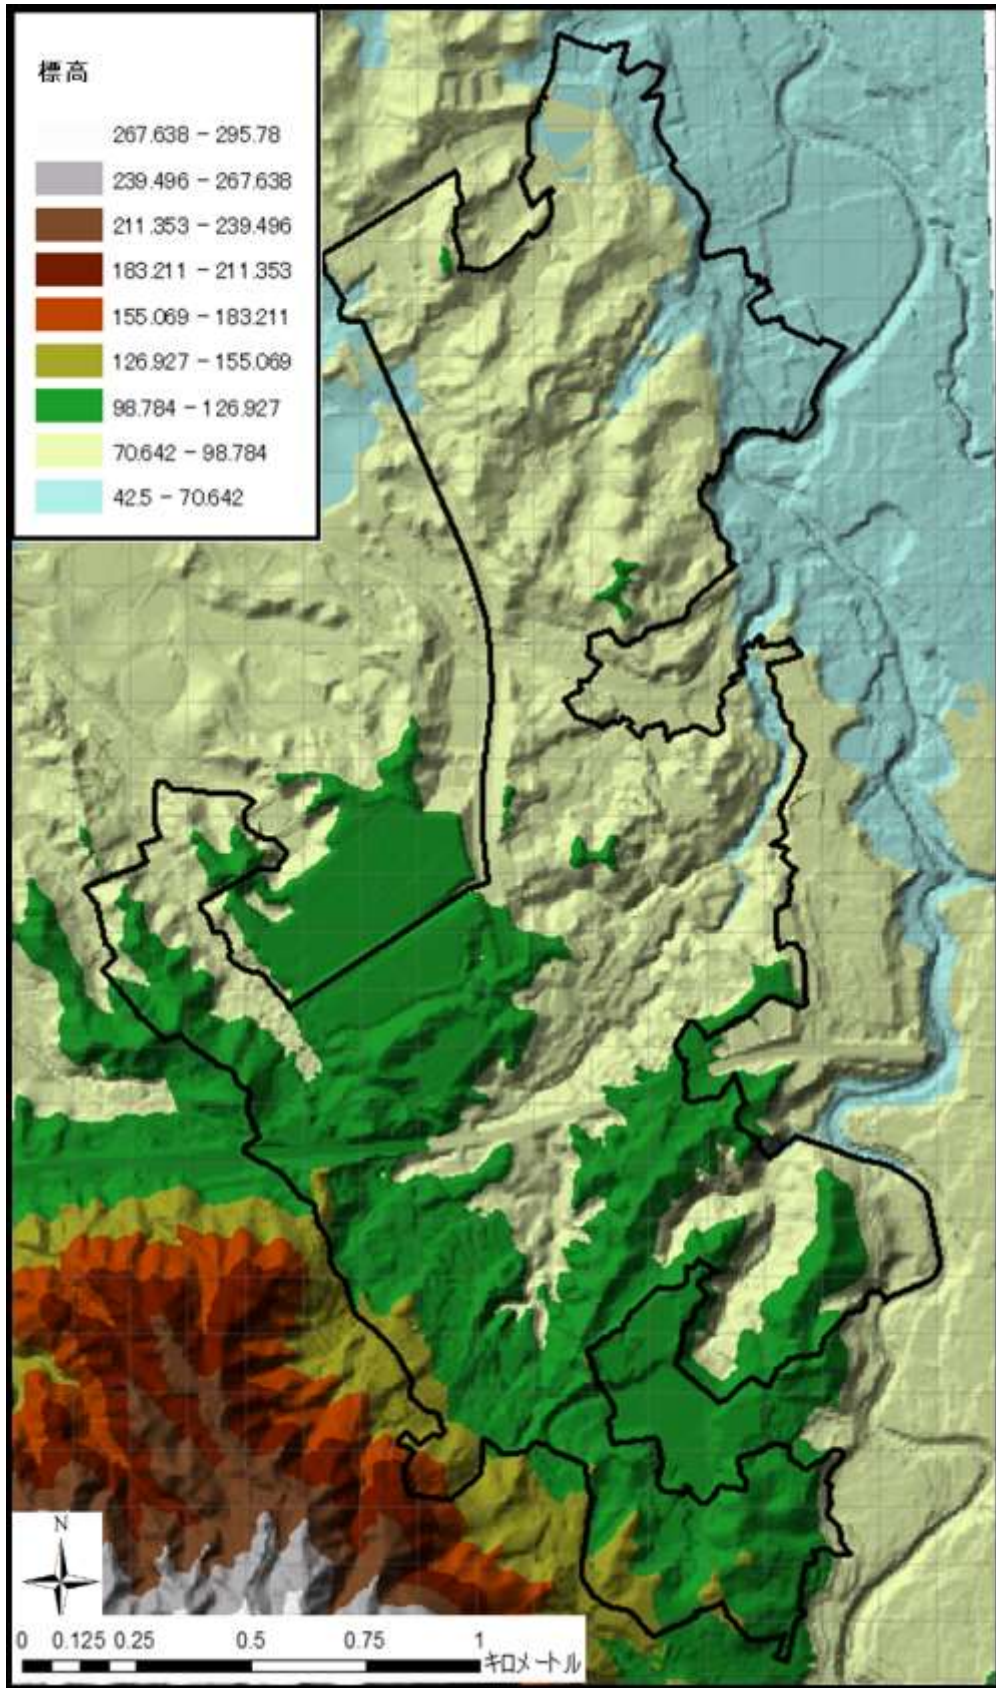 標高
267.638 – 295.78
239.496 – 267.638
211.353 – 239.496
183.211 – 211.353
155.069 – 183.211
126.927 – 155.069
98.784 – 126.927
70.642 – 98.784
42.5 – 70.642
N
0 0.125 0.25 0.5 0.75 1
キロメートル